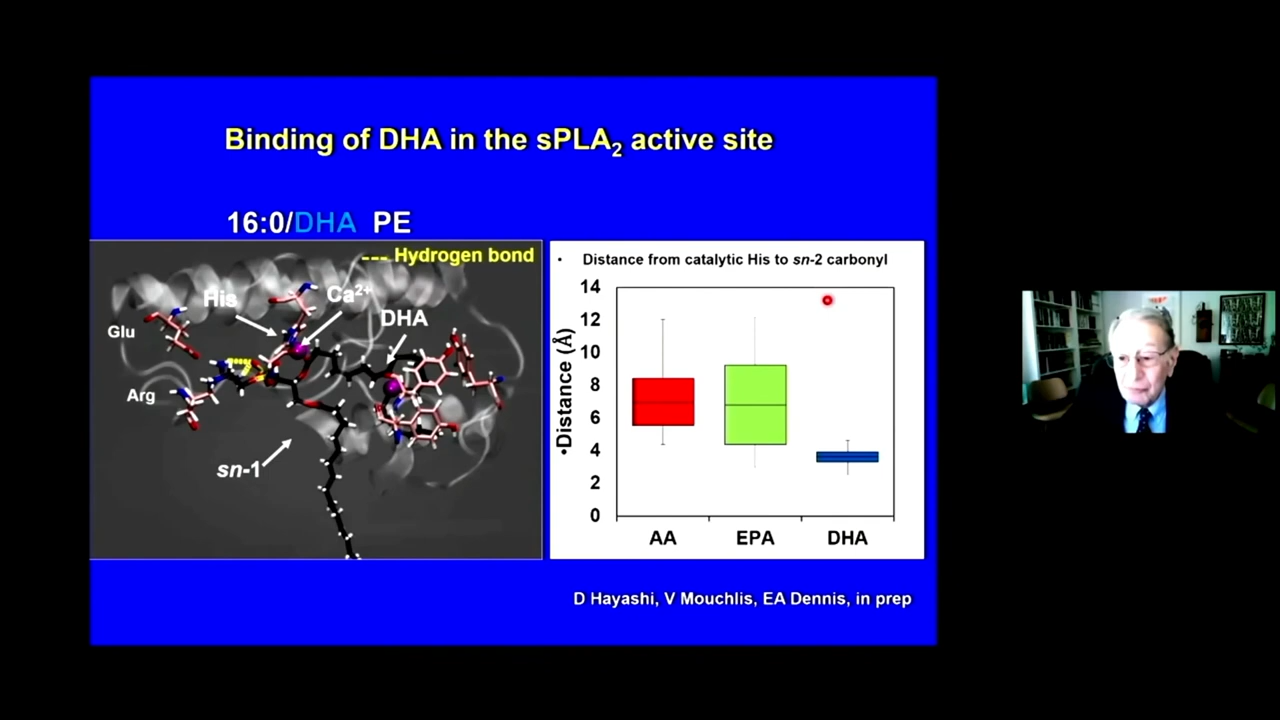 Binding of DHA in the sPLA2 active site
16:0/DHA PE
--- Hydrogen bond
His
Ca2+
DHA
Glu
Arg
sn-1
• Distance from catalytic His to sn-2 carbonyl
•Distance (Å)
14
12
10
8
6
4
2
0
AA EPA DHA
D Hayashi, V Mouchlis, EA Dennis, in prep